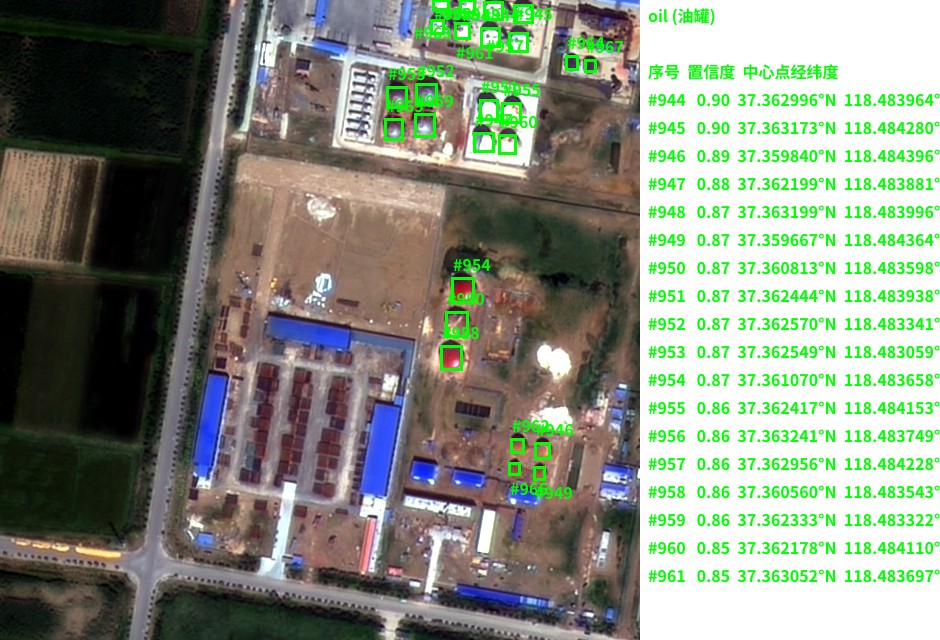 oil (油罐)
序号 置信度 中心点经纬度
#944 0.90 37.362996°N 118.483964°
#945 0.90 37.363173°N 118.484280°
#946 0.89 37.359840°N 118.484396°
#947 0.88 37.362199°N 118.483881°
#948 0.87 37.363199°N 118.483996°
#949 0.87 37.359667°N 118.484364°
#950 0.87 37.360813°N 118.483598°
#951 0.87 37.362444°N 118.483938°
#952 0.87 37.362570°N 118.483341°
#953 0.87 37.362549°N 118.483059°
#954 0.87 37.361070°N 118.483658°
#955 0.86 37.362417°N 118.484153°
#956 0.86 37.363241°N 118.483749°
#957 0.86 37.362956°N 118.484228°
#958 0.86 37.360560°N 118.483543°
#959 0.86 37.362333°N 118.483322°
#960 0.85 37.362178°N 118.484110°
#961 0.85 37.363052°N 118.483697°
#954
#946
#949
#961